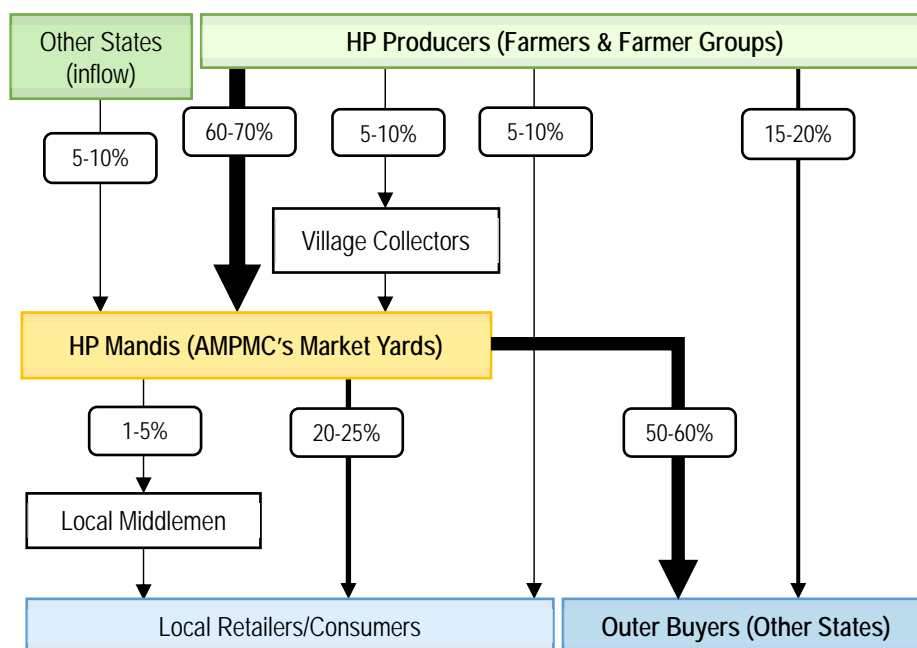 Other States
(inflow)
HP Producers (Farmers & Farmer Groups)
5-10%
60-70%
5-10%
5-10%
15-20%
Village Collectors
HP Mandis (AMPMC's Market Yards)
1-5%
20-25%
50-60%
Local Middlemen
Local Retailers/Consumers
Outer Buyers (Other States)